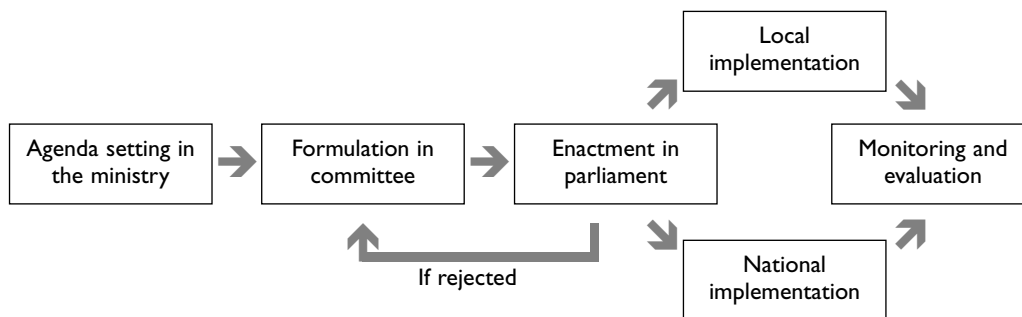 Local
implementation
Agenda setting in
the ministry
Formulation in
committee
Enactment in
parliament
Monitoring and
evaluation
If rejected
National
implementation